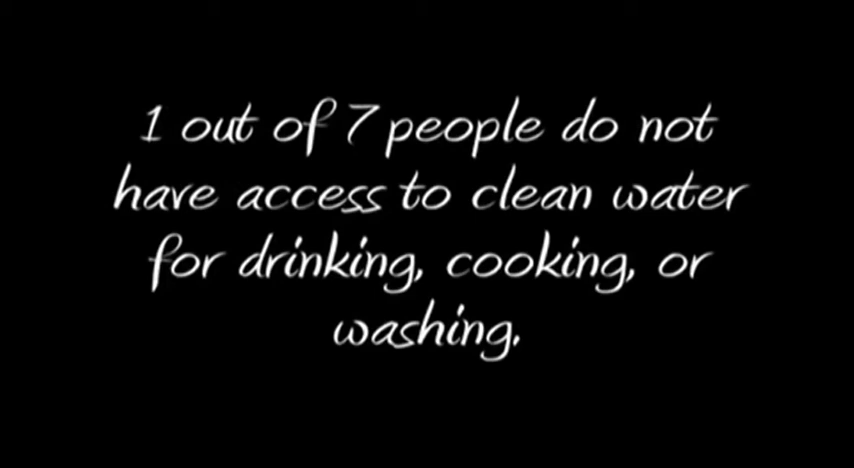 1 out of 7 people do not
have access to clean water
for drinking, cooking, or
washing.